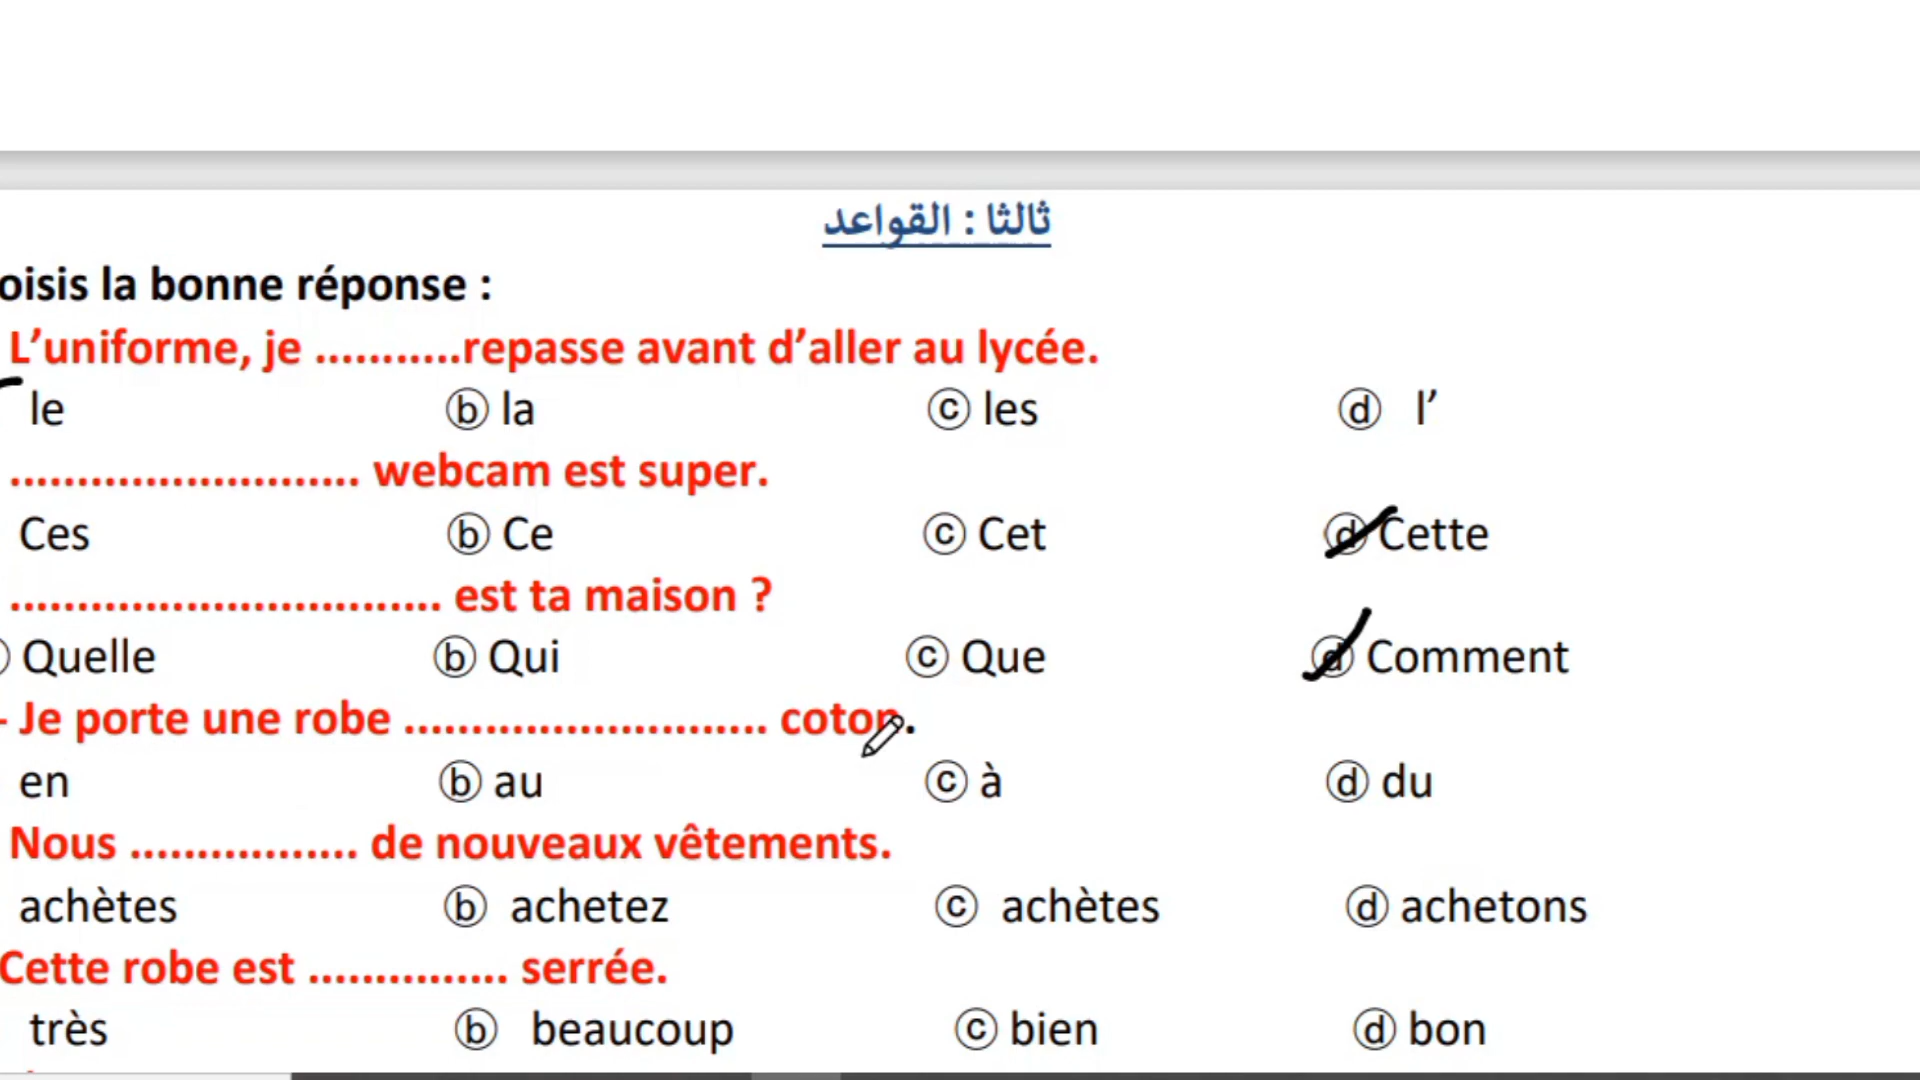 ثالثا : القواعد
oisis la bonne réponse :
L’uniforme, je ...........repasse avant d’aller au lycée.
le ⓑ la ⓒ les ⓓ l’
.......................... webcam est super.
Ces ⓑ Ce ⓒ Cet ⓓ Cette
................................ est ta maison ?
Quelle ⓑ Qui ⓒ Que ⓓ Comment
- Je porte une robe ........................... coton.
en ⓑ au ⓒ à ⓓ du
Nous ................. de nouveaux vêtements.
achètes ⓑ achetez ⓒ achètes ⓓ achetons
Cette robe est ............... serrée.
très ⓑ beaucoup ⓒ bien ⓓ bon